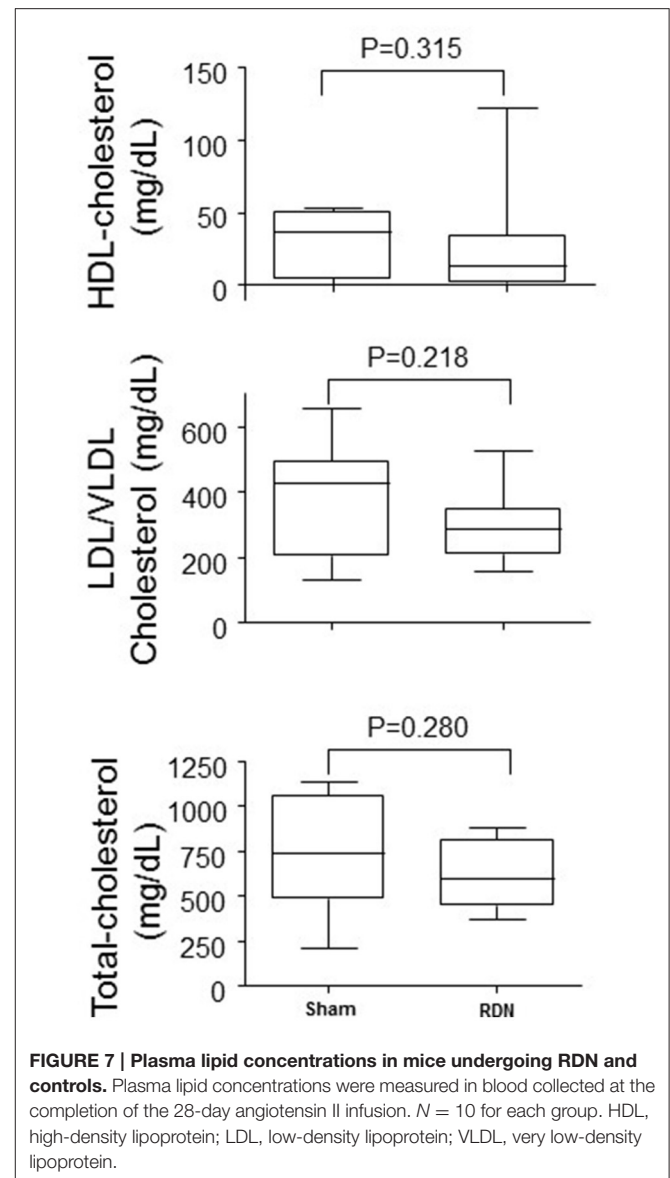 P=0.315
HDL-cholesterol
(mg/dL)
150
100
50
0
P=0.218
LDL/VLDL
Cholesterol (mg/dL)
600
400
200
0
P=0.280
Total-cholesterol
(mg/dL)
1250
1000
750
500
250
0
Sham RDN
FIGURE 7 | Plasma lipid concentrations in mice undergoing RDN and
controls. Plasma lipid concentrations were measured in blood collected at the
completion of the 28-day angiotensin II infusion. N = 10 for each group. HDL,
high-density lipoprotein; LDL, low-density lipoprotein; VLDL, very low-density
lipoprotein.